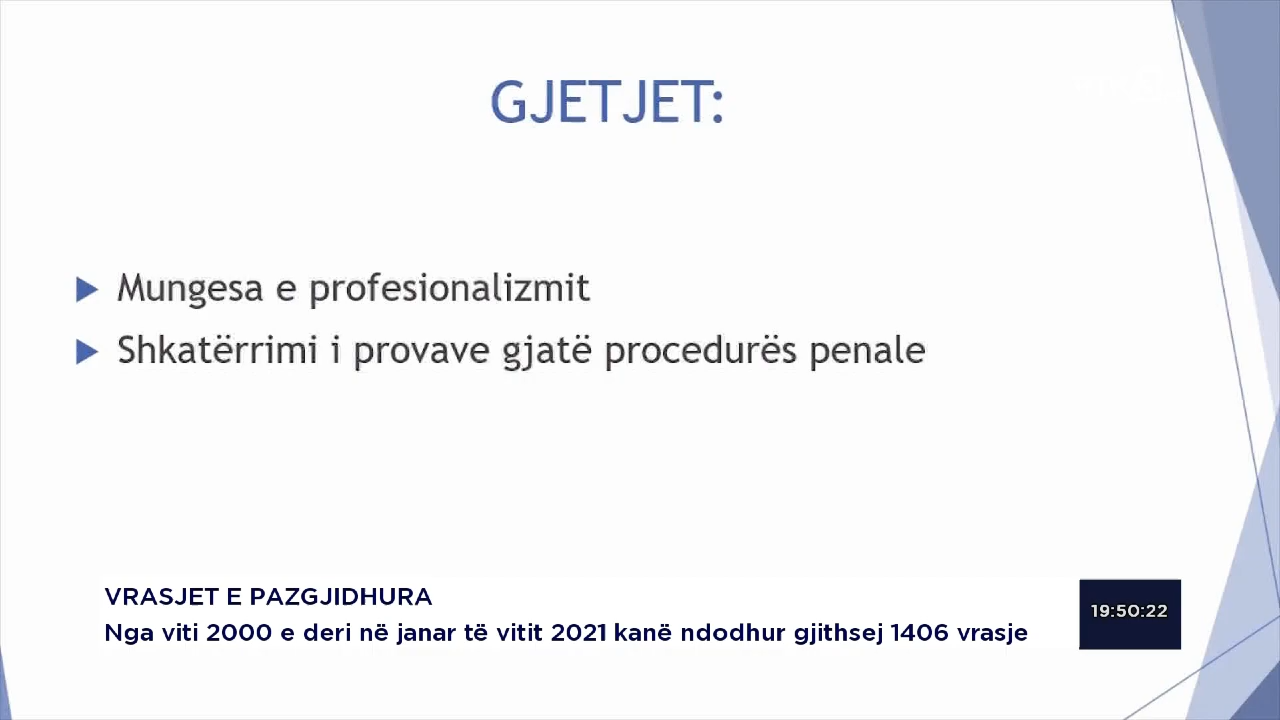 GJETJET:
Mungesa e profesionalizmit
Shkatërrimi i provave gjatë procedurës penale
VRASJET E PAZGJIDHURA
Nga viti 2000 e deri në janar të vitit 2021 kanë ndodhur gjithsej 1406 vrasje
19:50:22